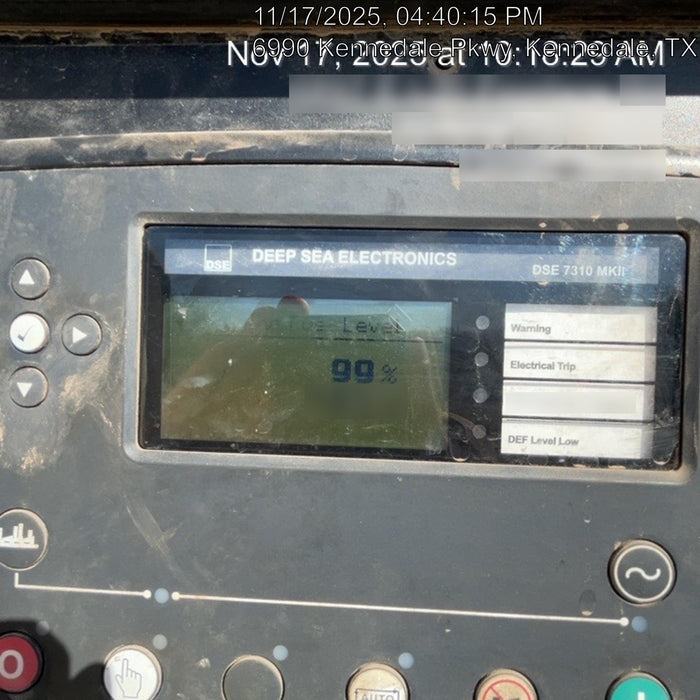 11/17/2025, 04:40:15 PM
6990 Kennedale Pkwy, Kennedale, TX
Nov 17, 2025 at 10:18:29 AM
DSE
DEEP SEA ELECTRONICS
DSE 7310 MKII
Level
99%
Warning
Electrical Trip
DEF Level Low
AUTO